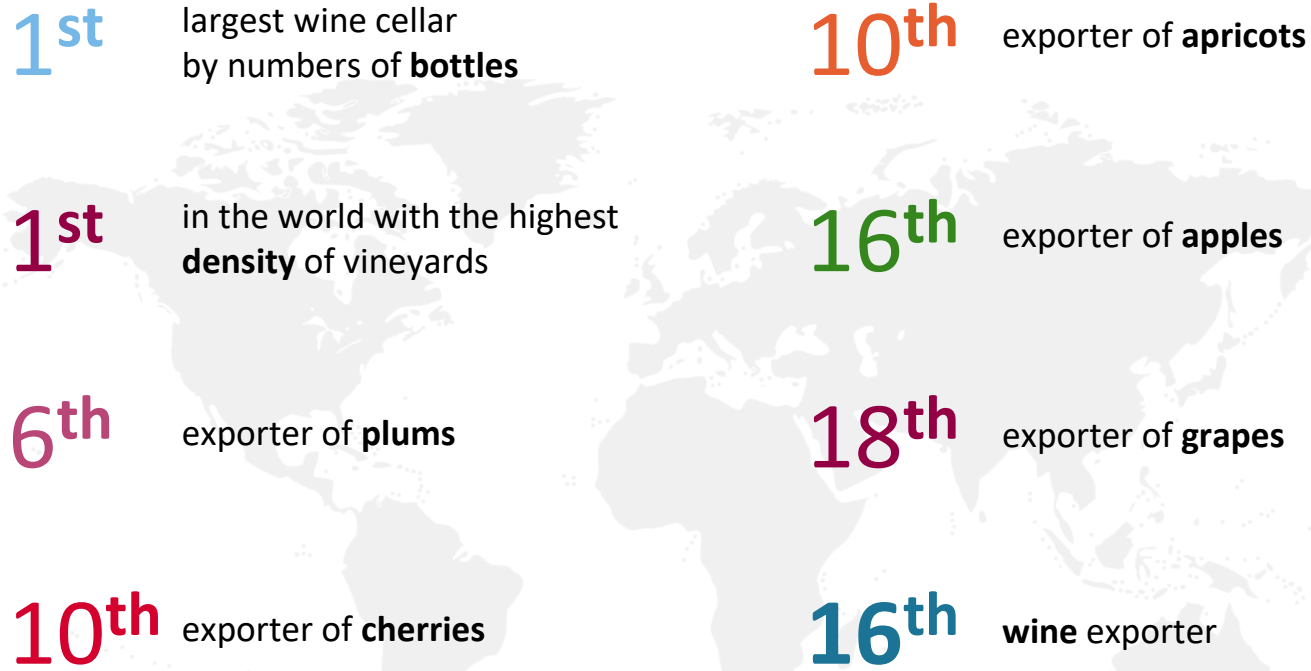 1st
largest wine cellar
by numbers of bottles
1st
in the world with the highest
density of vineyards
6th
exporter of plums
10th
exporter of cherries
10th
exporter of apricots
16th
exporter of apples
18th
exporter of grapes
16th
wine exporter